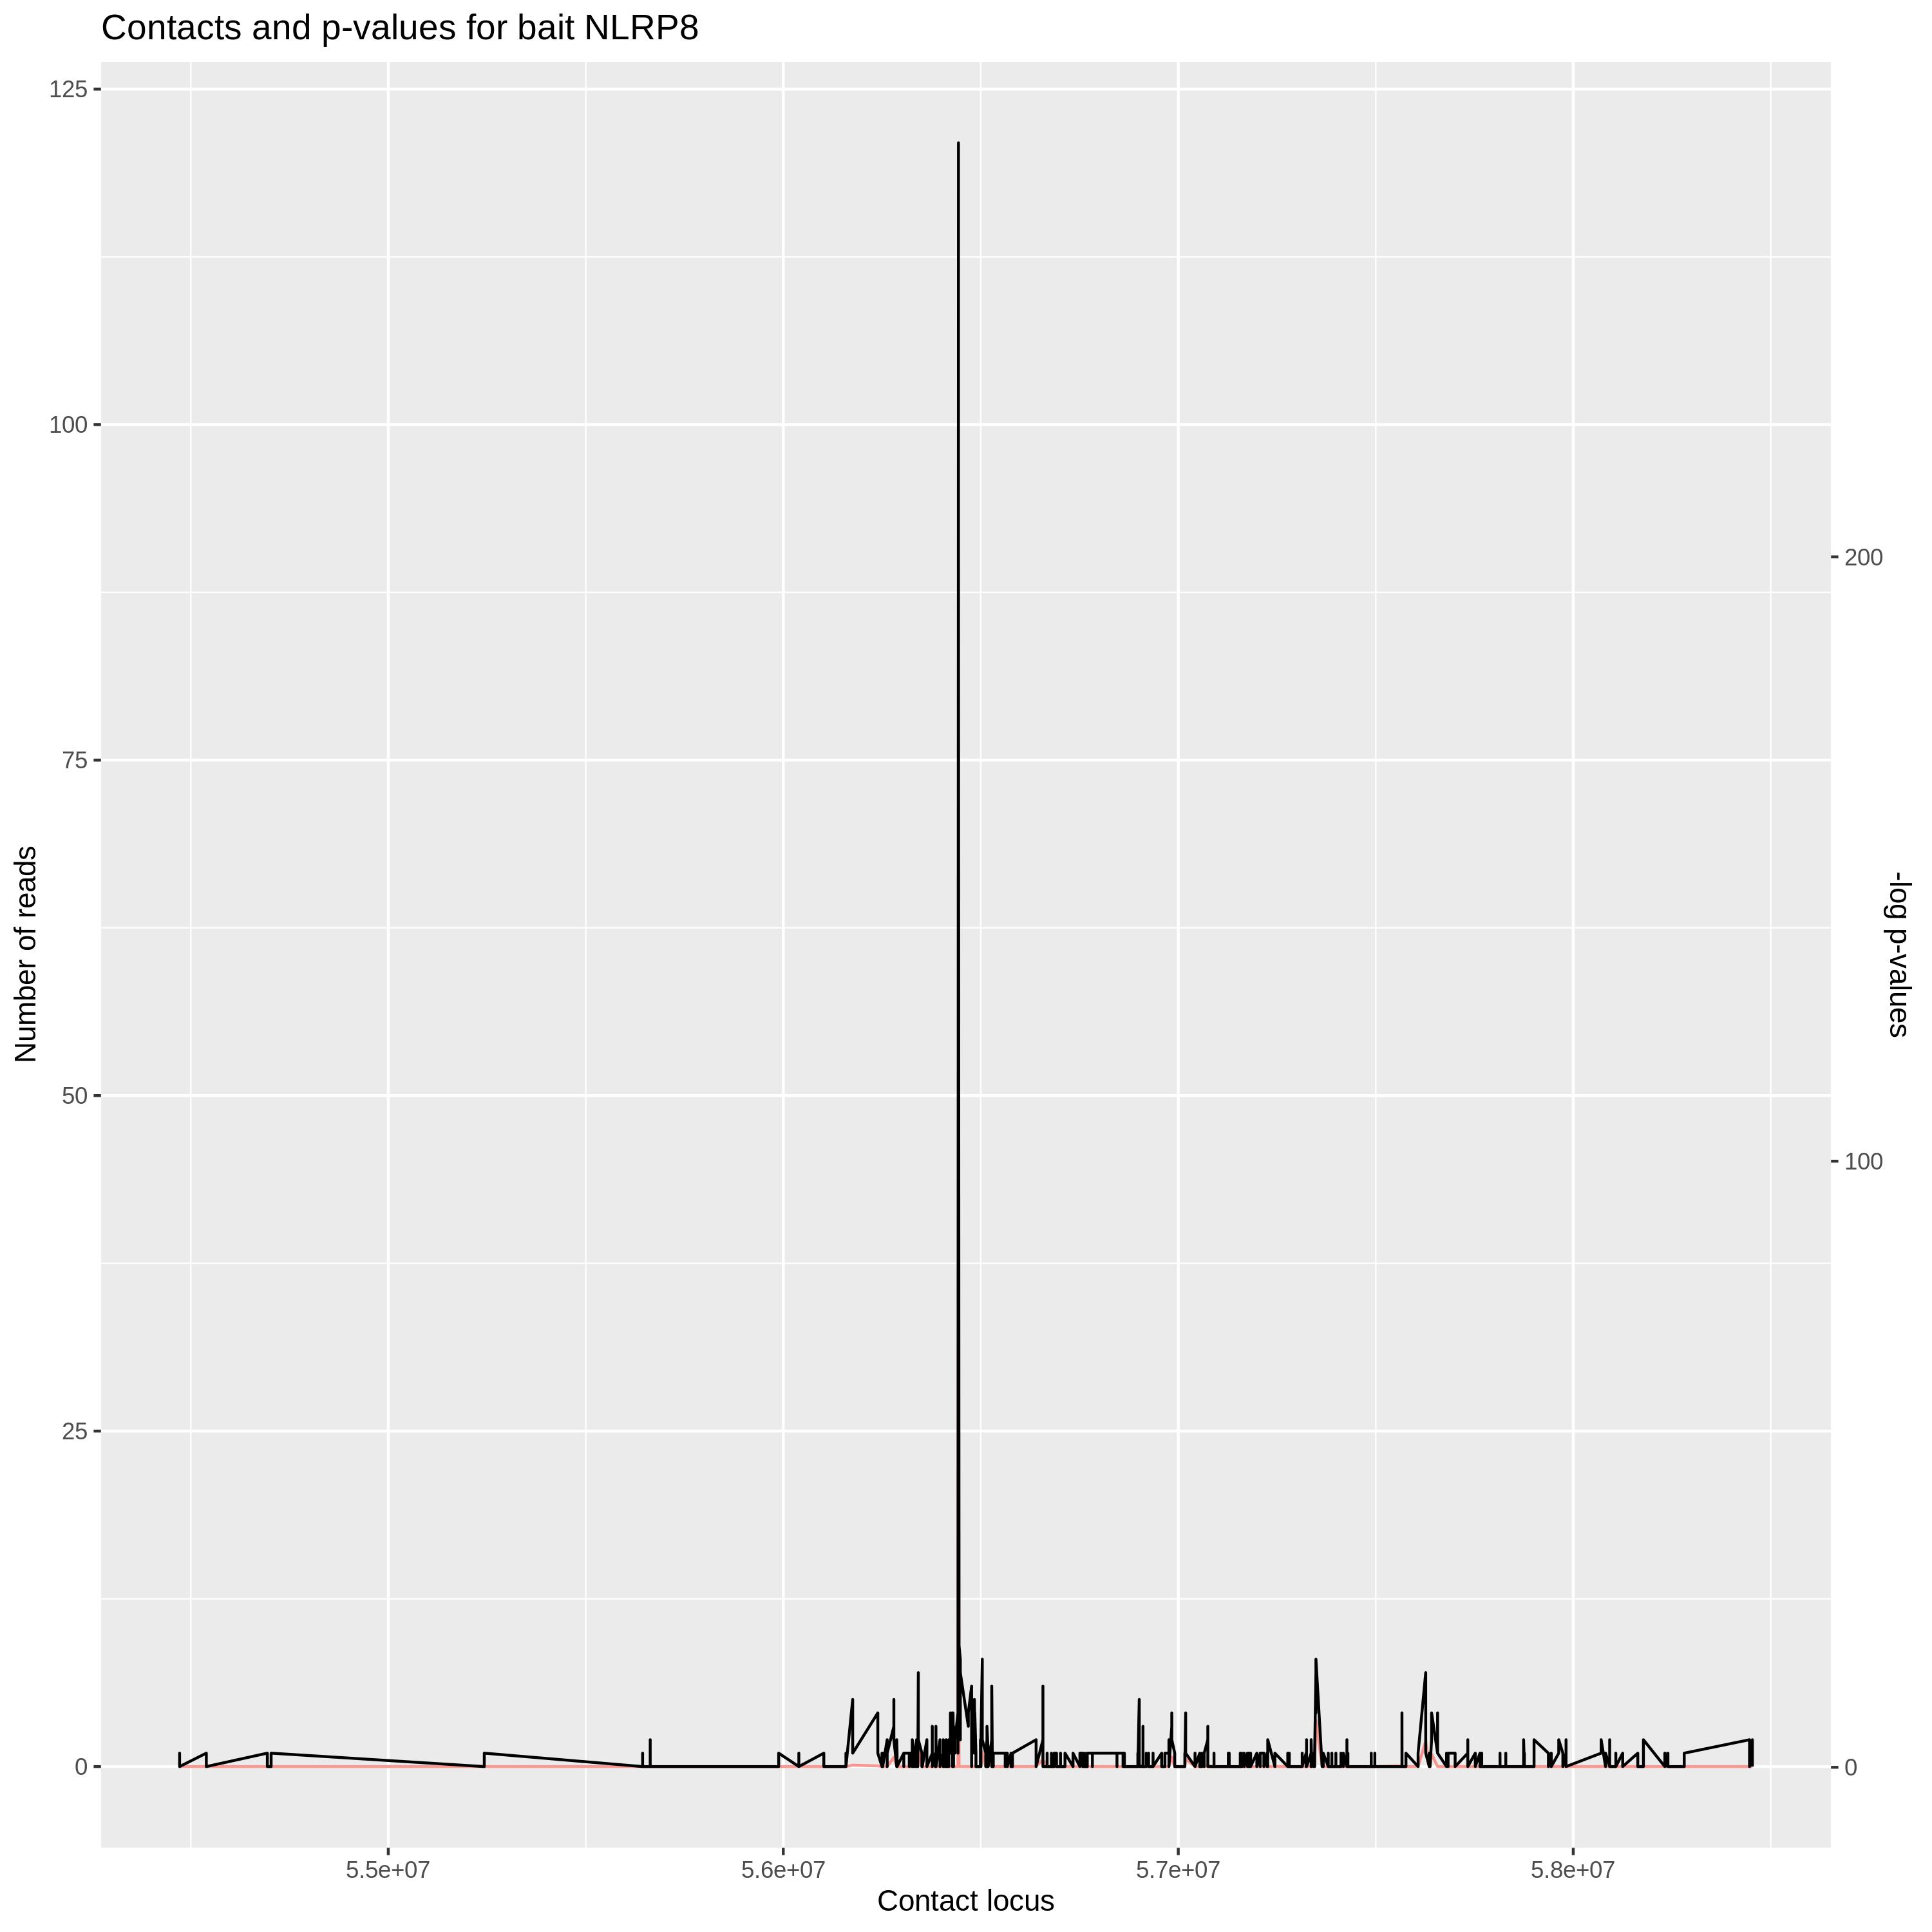 Contacts and p-values for bait NLRP8
125
100
75
50
25
0
Number of reads
200
100
0
-log p-values
5.5e+07
5.6e+07
5.7e+07
5.8e+07
Contact locus